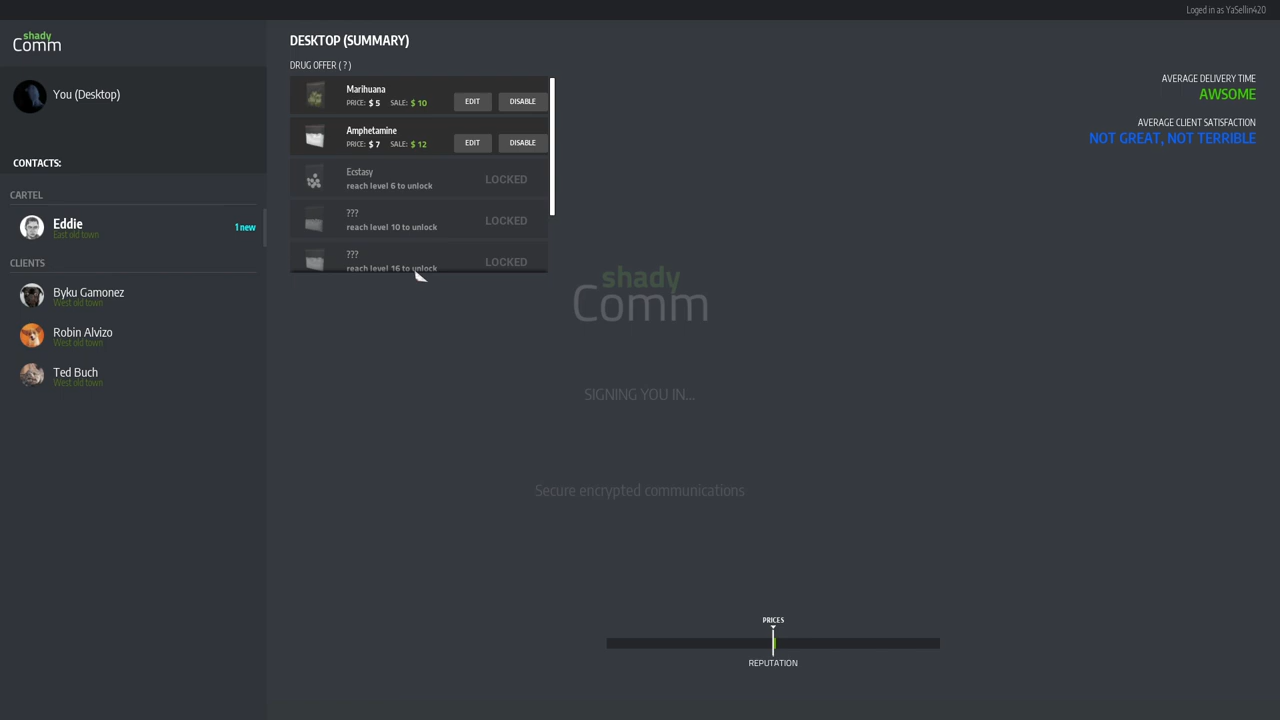 Loged in as YaSellin420
shady
Comm
You (Desktop)
CONTACTS:
CARTEL
Eddie
East old town
1 new
CLIENTS
Byku Gamonez
West old town
Robin Alvizo
West old town
Ted Buch
West old town
DESKTOP (SUMMARY)
DRUG OFFER ( ? )
Marihuana
PRICE: $ 5 SALE: $ 10
EDIT
DISABLE
Amphetamine
PRICE: $ 7 SALE: $ 12
EDIT
DISABLE
Ecstasy
reach level 6 to unlock
LOCKED
???
reach level 10 to unlock
LOCKED
???
reach level 16 to unlock
LOCKED
AVERAGE DELIVERY TIME
AWSOME
AVERAGE CLIENT SATISFACTION
NOT GREAT, NOT TERRIBLE
shady
Comm
SIGNING YOU IN...
Secure encrypted communications
PRICES
REPUTATION